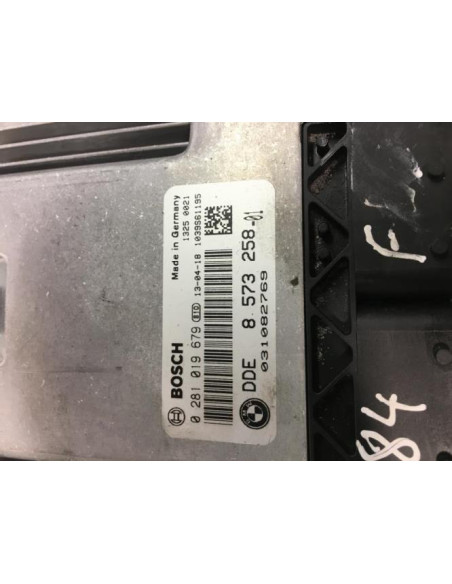 Made in Germany
1325 0021
BOSCH
0 281 019 679 13-04-18 1039S61195
DDE 8 573 258-01
031082769
F
84